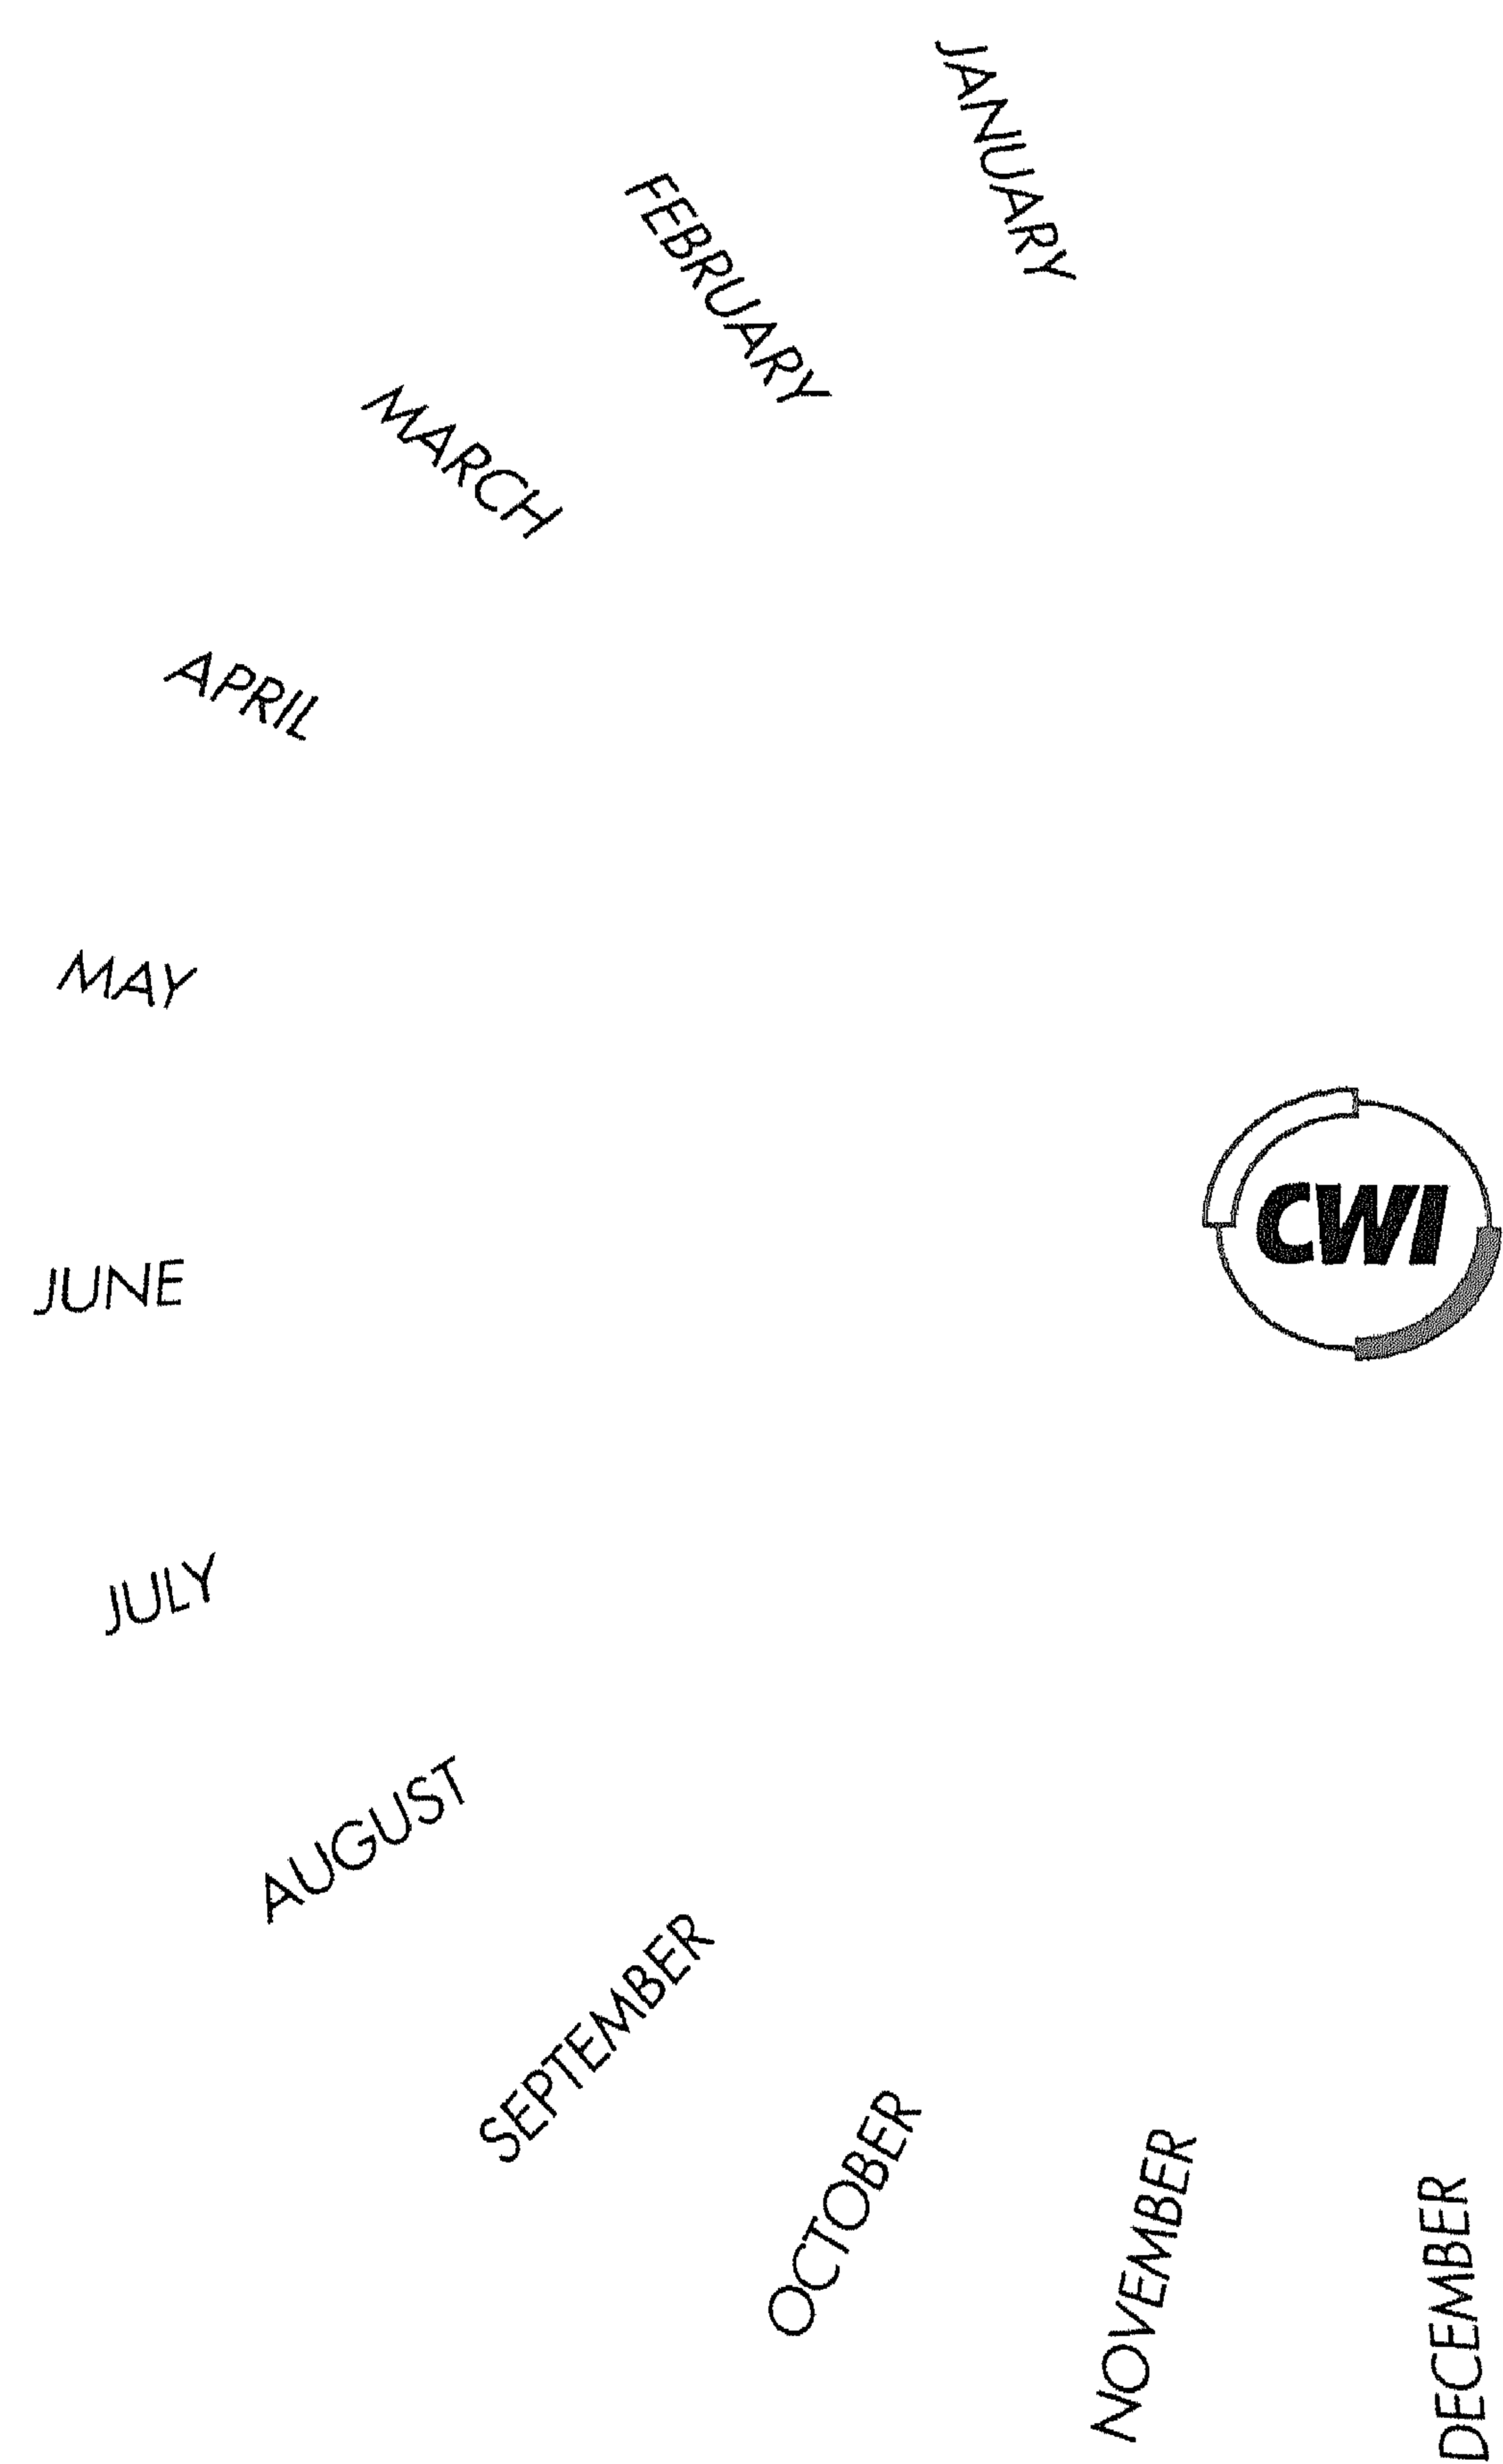 JANUARY
FEBRUARY
MARCH
APRIL
MAY
CWI
JUNE
JULY
AUGUST
SEPTEMBER
OCTOBER
NOVEMBER
DECEMBER